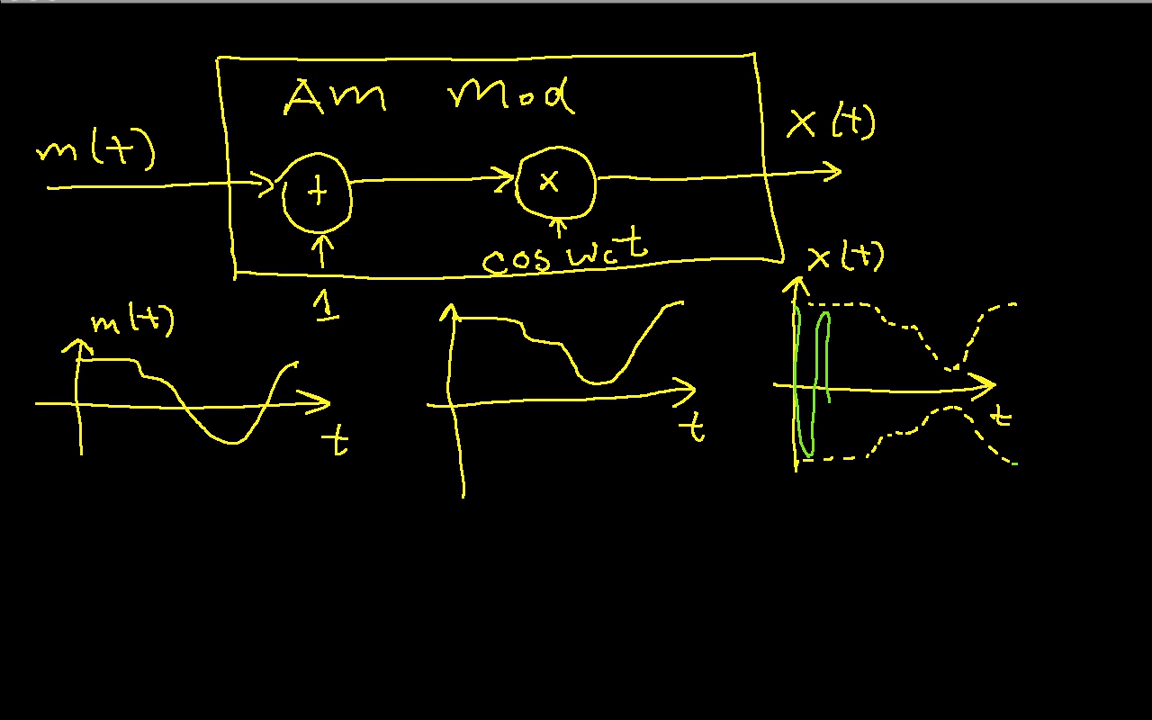 Am Mod
m(t)
X(t)
+
x
cos wct
1
x(t)
m(t)
t
t
t